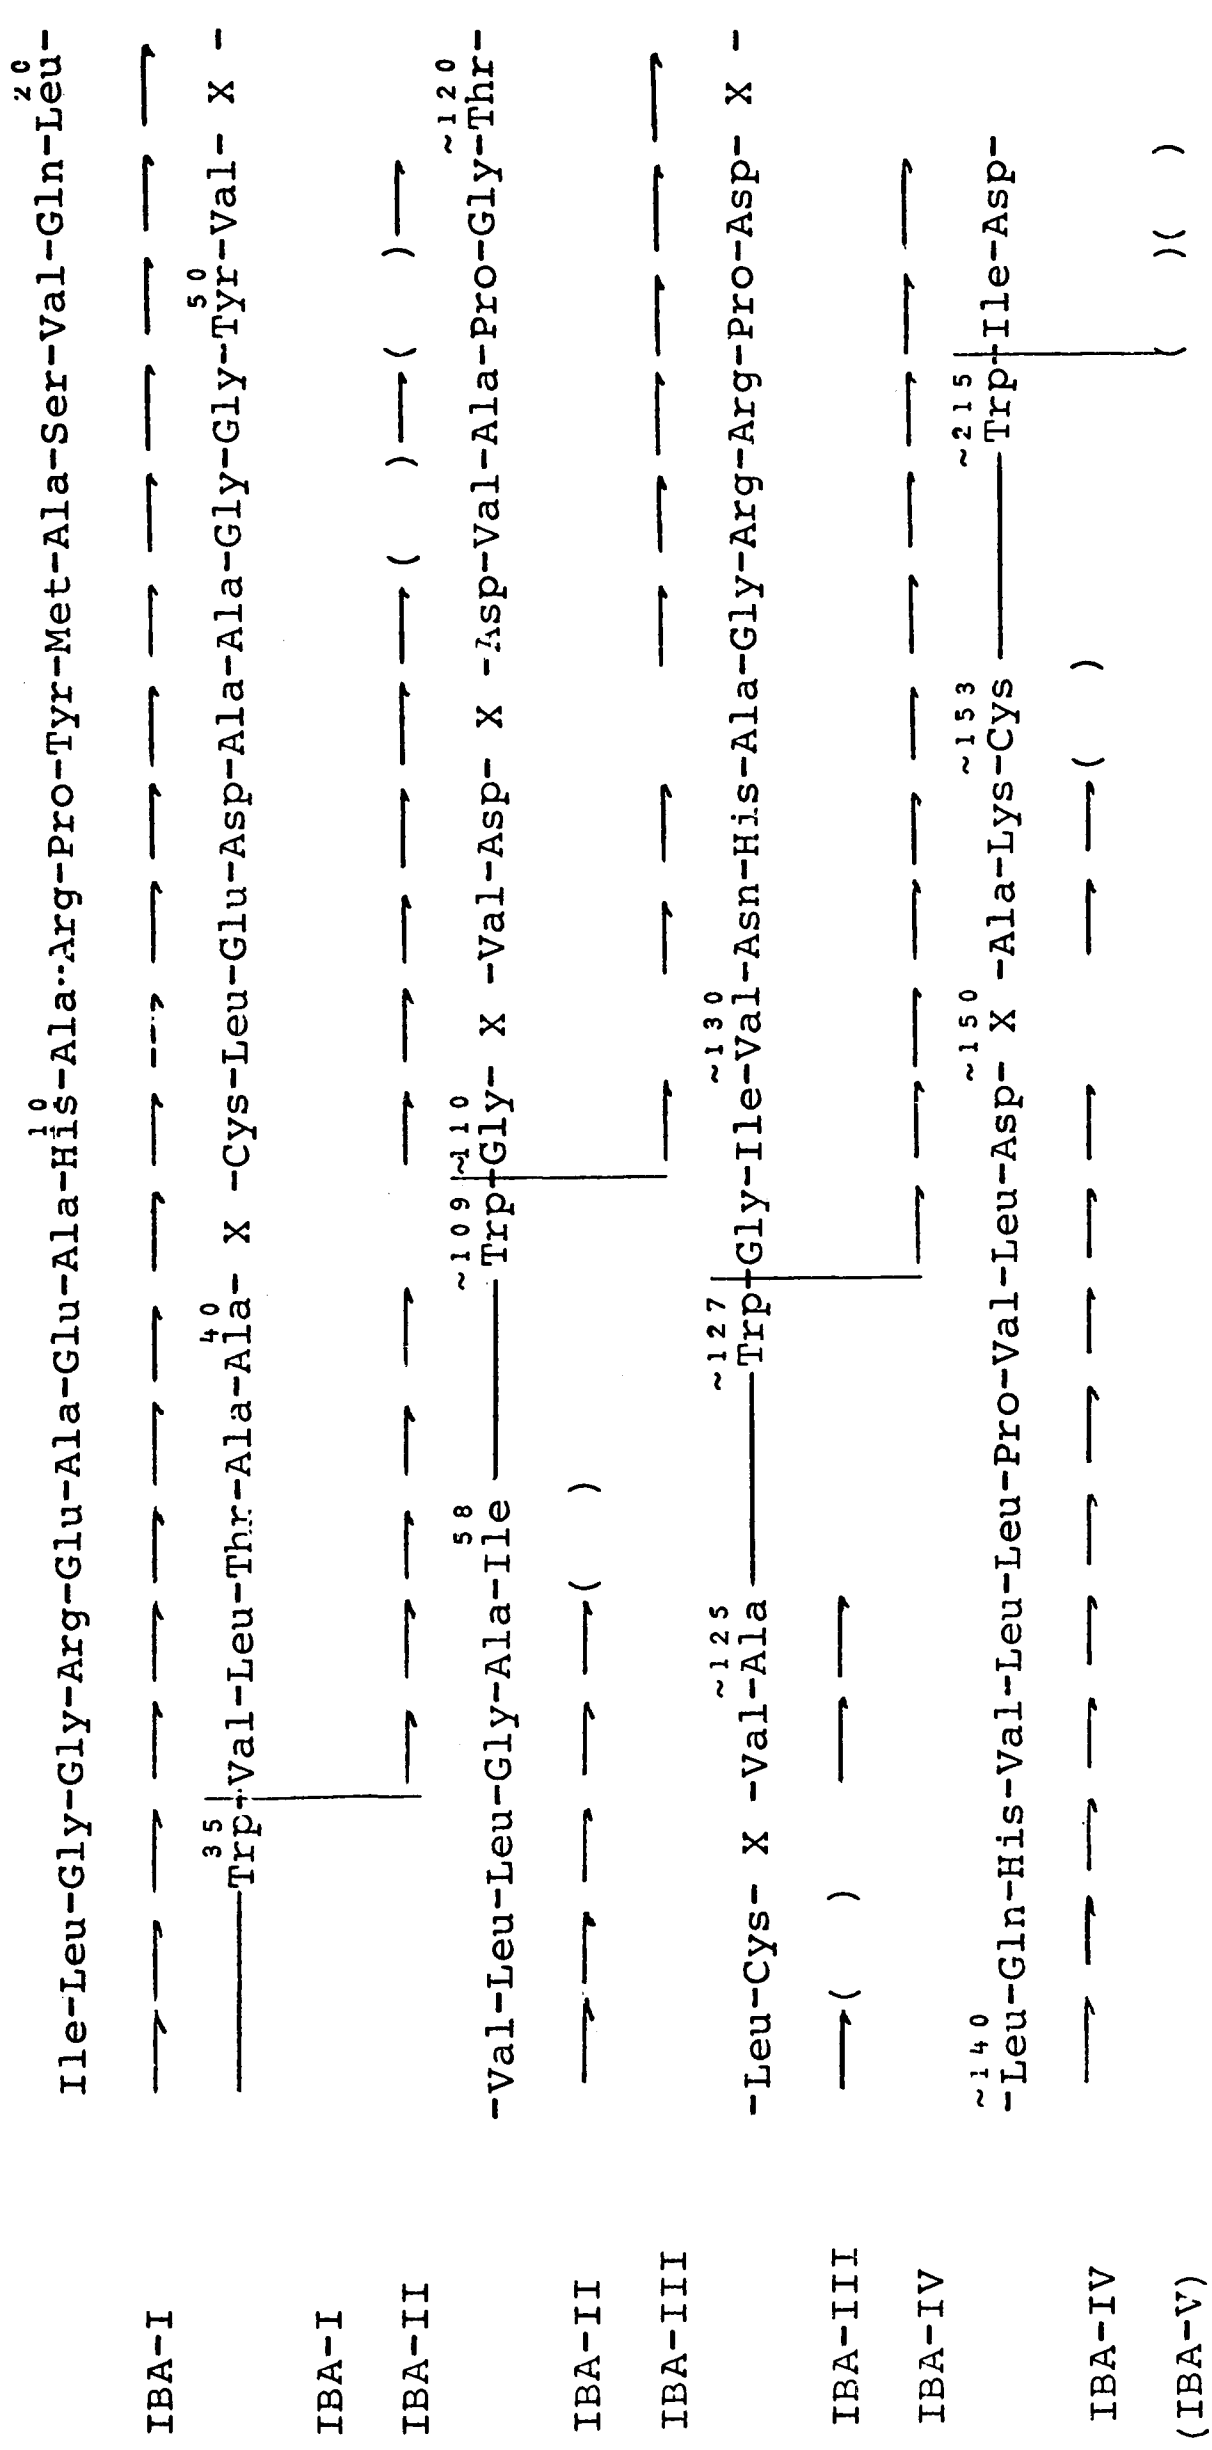 10 20
Ile-Leu-Gly-Gly-Arg-Glu-Ala-Glu-Ala-His-Ala-Arg-Pro-Tyr-Met-Ala-Ser-Val-Gln-Leu-
IBA-I
35 40 50
Trp-Val-Leu-Thr-Ala-Ala- X -Cys-Leu-Glu-Asp-Ala-Ala-Gly-Gly-Tyr-Val- X -
IBA-I
IBA-II ( ) ( )
58 ~109 ~110 ~120
-Val-Leu-Leu-Gly-Ala-Ile Trp-Gly- X -Val-Asp- X -Asp-Val-Ala-Pro-Gly-Thr-
IBA-II ( )
IBA-III
~125 ~127 ~130
-Leu-Cys- X -Val-Ala Trp-Gly-Ile-Val-Asn-His-Ala-Gly-Arg-Arg-Pro-Asp- X -
IBA-III ( )
IBA-IV
~140 ~150 ~153 ~215
-Leu-Gln-His-Val-Leu-Leu-Pro-Val-Leu-Asp- X -Ala-Lys-Cys Trp-Ile-Asp-
IBA-IV ( )
(IBA-V) ( )( )